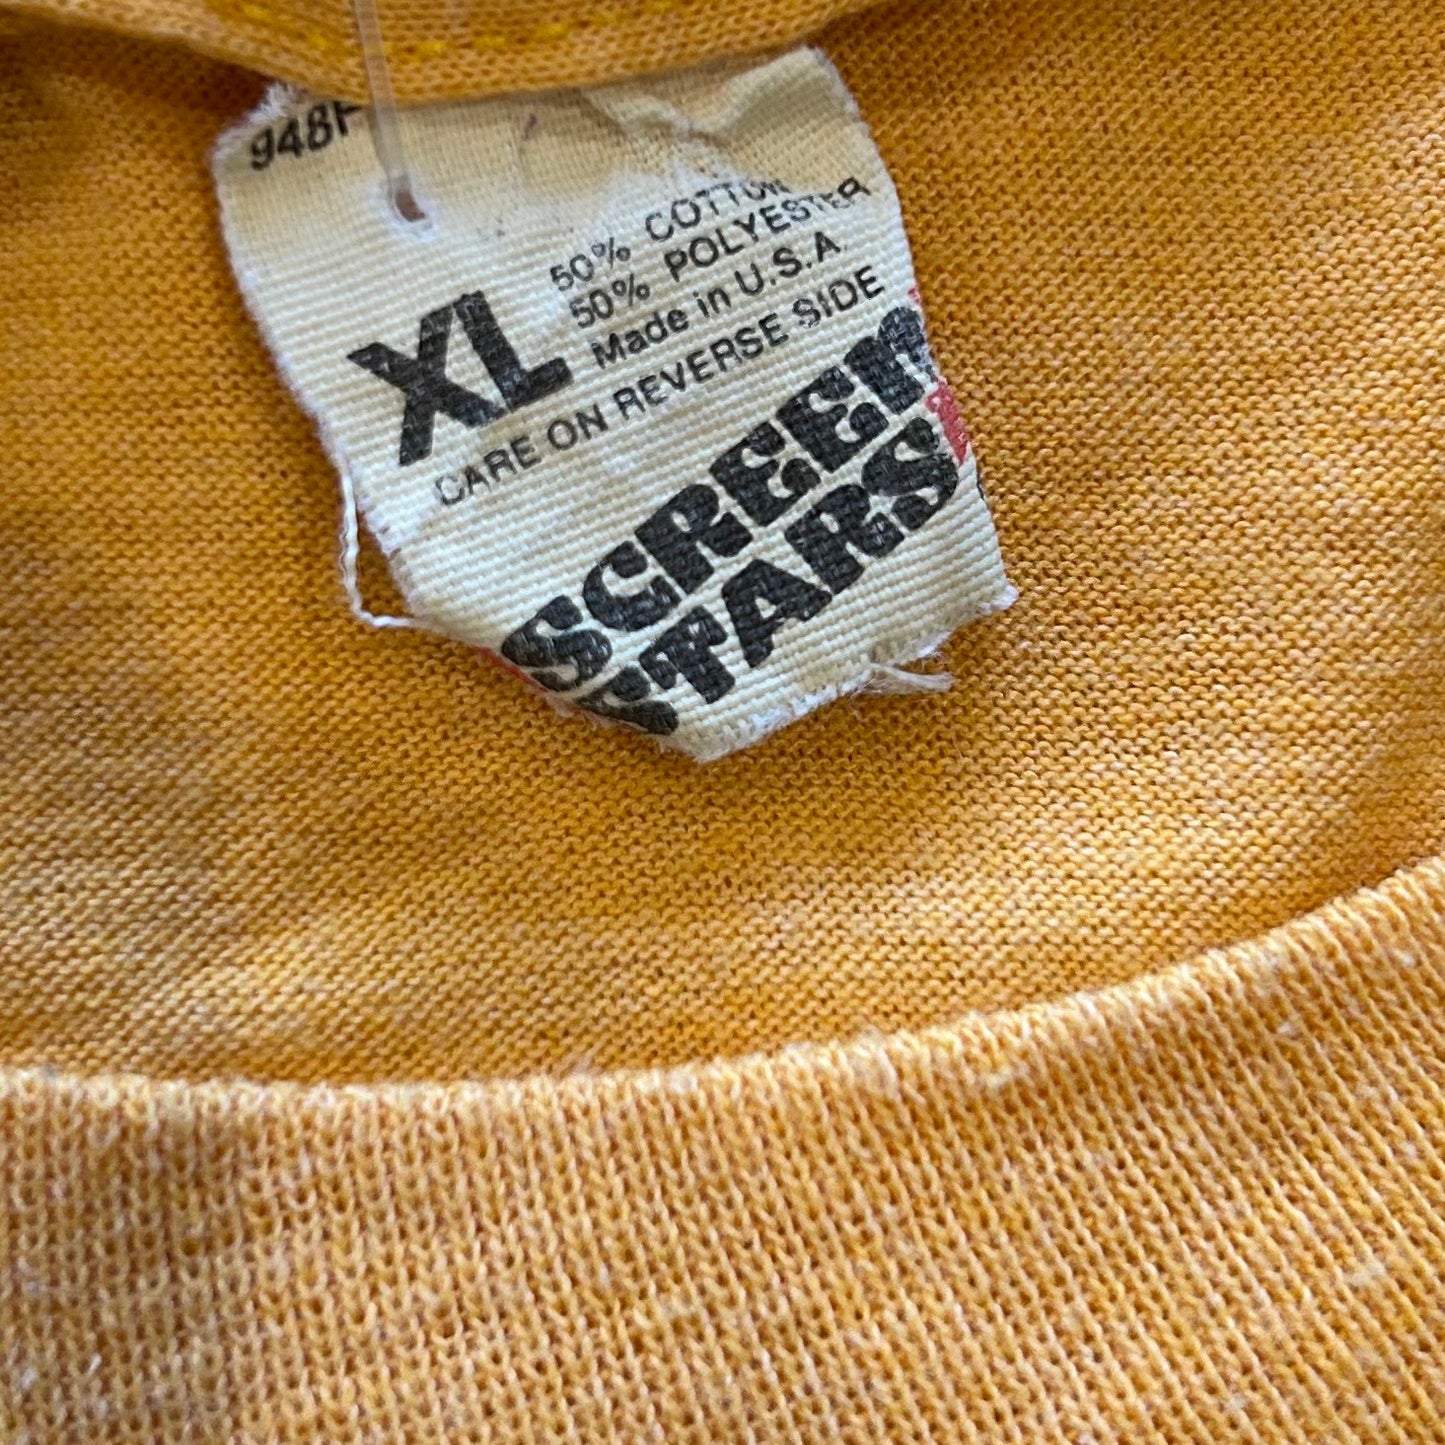 948F
XL
50% COTTON
50% POLYESTER
Made in U.S.A.
CARE ON REVERSE SIDE
SCREEN
STARS